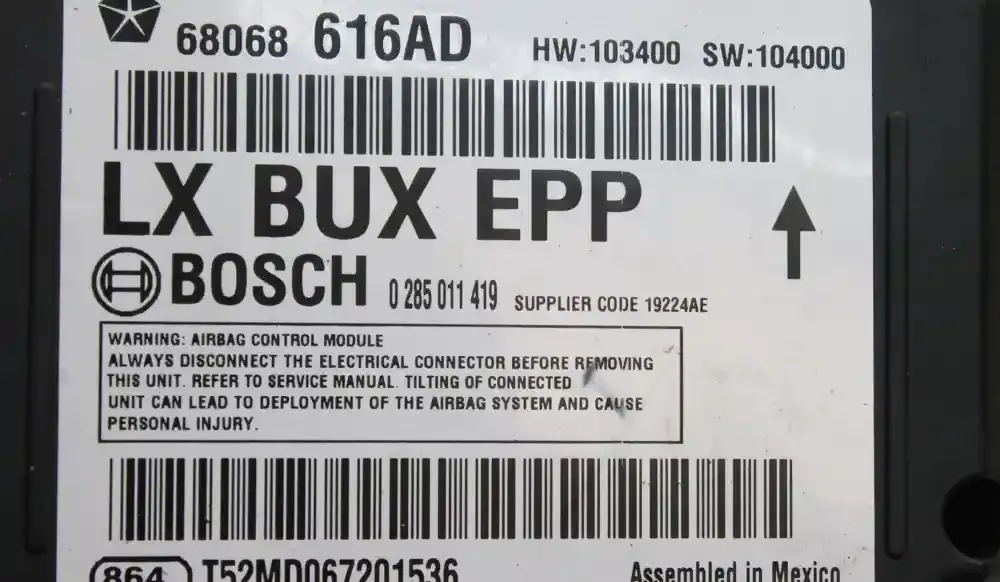 68068 616AD HW:103400 SW:104000
LX BUX EPP
BOSCH 0 285 011 419 SUPPLIER CODE 19224AE
WARNING: AIRBAG CONTROL MODULE
ALWAYS DISCONNECT THE ELECTRICAL CONNECTOR BEFORE REMOVING
THIS UNIT. REFER TO SERVICE MANUAL. TILTING OF CONNECTED
UNIT CAN LEAD TO DEPLOYMENT OF THE AIRBAG SYSTEM AND CAUSE
PERSONAL INJURY.
864 T52MD067201536 Assembled in Mexico